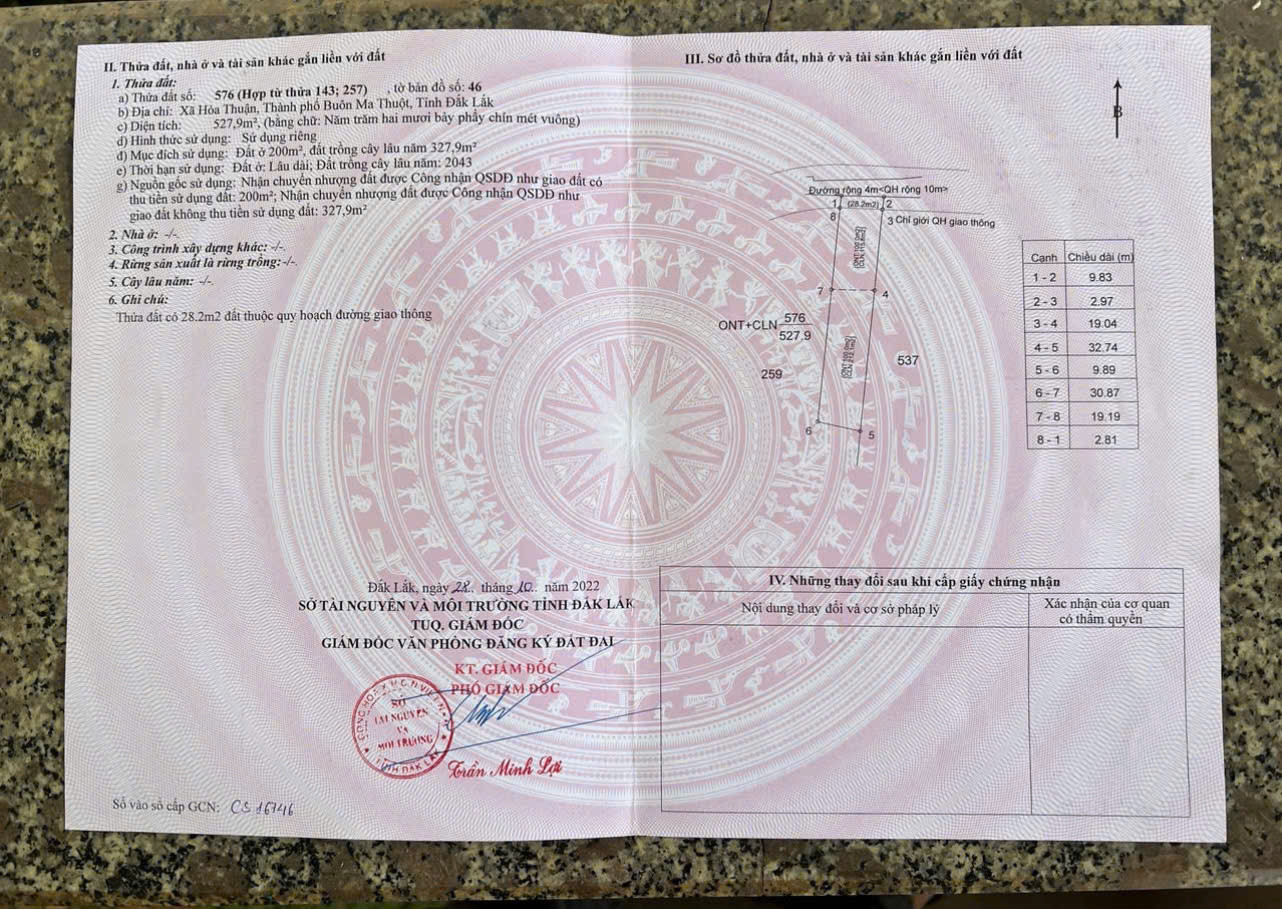 II. Thửa đất, nhà ở và tài sản khác gắn liền với đất
1. Thửa đất:
a) Thửa đất số: 576 (Hợp từ thửa 143; 257) , tờ bản đồ số: 46
b) Địa chỉ: Xã Hòa Thuận, Thành phố Buôn Ma Thuột, Tỉnh Đắk Lắk
c) Diện tích: 527,9m², (bằng chữ: Năm trăm hai mươi bảy phẩy chín mét vuông)
d) Hình thức sử dụng: Sử dụng riêng
đ) Mục đích sử dụng: Đất ở 200m², đất trồng cây lâu năm 327,9m²
e) Thời hạn sử dụng: Đất ở: Lâu dài; Đất trồng cây lâu năm: 2043
g) Nguồn gốc sử dụng: Nhận chuyển nhượng đất được Công nhận QSDĐ như giao đất có
thu tiền sử dụng đất: 200m²; Nhận chuyển nhượng đất được Công nhận QSDĐ như
giao đất không thu tiền sử dụng đất: 327,9m²
2. Nhà ở: -/-.
3. Công trình xây dựng khác: -/-.
4. Rừng sản xuất là rừng trồng:-/-.
5. Cây lâu năm: -/-.
6. Ghi chú:
Thửa đất có 28.2m2 đất thuộc quy hoạch đường giao thông
Đắk Lắk, ngày 28. tháng 10.. năm 2022
SỞ TÀI NGUYÊN VÀ MÔI TRƯỜNG TỈNH ĐẮK LẮK
TUQ. GIÁM ĐỐC
GIÁM ĐỐC VĂN PHÒNG ĐĂNG KÝ ĐẤT ĐAI
KT. GIÁM ĐỐC
PHÓ GIÁM ĐỐC
SỞ
TÀI NGUYÊN
VÀ
MÔI TRƯỜNG
TỈNH ĐẮK LẮK
Trần Minh Lợi
Số vào sổ cấp GCN: CS 16746
III. Sơ đồ thửa đất, nhà ở và tài sản khác gắn liền với đất
B
Đường rộng 4m<QH rộng 10m>
1 (28.2m2) 2
8 3 Chỉ giới QH giao thông
7 4
ONT+CLN 576
527.9
537
259
6 5
Cạnh Chiều dài (m)
1 - 2 9.83
2 - 3 2.97
3 - 4 19.04
4 - 5 32.74
5 - 6 9.89
6 - 7 30.87
7 - 8 19.19
8 - 1 2.81
IV. Những thay đổi sau khi cấp giấy chứng nhận
Nội dung thay đổi và cơ sở pháp lý
Xác nhận của cơ quan
có thẩm quyền